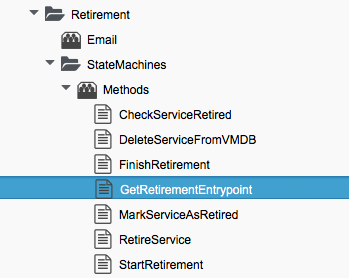 Retirement
Email
StateMachines
Methods
CheckServiceRetired
DeleteServiceFromVMDB
FinishRetirement
GetRetirementEntrypoint
MarkServiceAsRetired
RetireService
StartRetirement